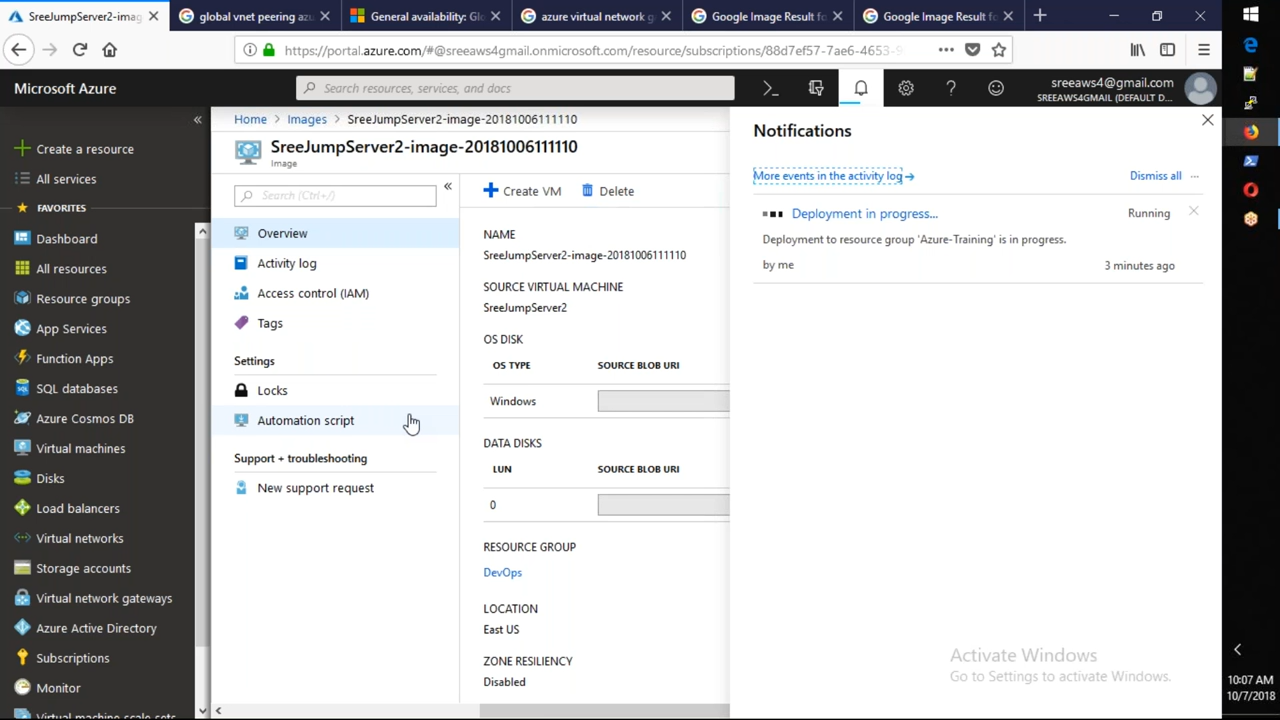 SreeJumpServer2-imag
global vnet peering azu
General availability: Glo
azure virtual network g
Google Image Result fo
Google Image Result fo
https://portal.azure.com/#@sreeaws4gmail.onmicrosoft.com/resource/subscriptions/88d7ef57-7ae6-4653-9
Microsoft Azure
Search resources, services, and docs
sreeaws4@gmail.com
SREEAWS4GMAIL (DEFAULT D...
Create a resource
All services
FAVORITES
Dashboard
All resources
Resource groups
App Services
Function Apps
SQL databases
Azure Cosmos DB
Virtual machines
Disks
Load balancers
Virtual networks
Storage accounts
Virtual network gateways
Azure Active Directory
Subscriptions
Monitor
Virtual machine scale sets
Home > Images > SreeJumpServer2-image-20181006111110
SreeJumpServer2-image-20181006111110
Image
Search (Ctrl+/)
Overview
Activity log
Access control (IAM)
Tags
Settings
Locks
Automation script
Support + troubleshooting
New support request
Create VM Delete
NAME
SreeJumpServer2-image-20181006111110
SOURCE VIRTUAL MACHINE
SreeJumpServer2
OS DISK
OS TYPE SOURCE BLOB URI
Windows
DATA DISKS
LUN SOURCE BLOB URI
0
RESOURCE GROUP
DevOps
LOCATION
East US
ZONE RESILIENCY
Disabled
Notifications
More events in the activity log →
Dismiss all ...
Deployment in progress... Running
Deployment to resource group 'Azure-Training' is in progress.
by me 3 minutes ago
Activate Windows
Go to Settings to activate Windows.
10:07 AM
10/7/2018